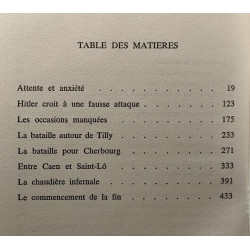 TABLE DES MATIERES
Attente et anxiété . . . . . . . . 19
Hitler croit à une fausse attaque . . . . . 123
Les occasions manquées . . . . . . . 175
La bataille autour de Tilly . . . . . . 233
La bataille pour Cherbourg . . . . . . 271
Entre Caen et Saint-Lô . . . . . . . 333
La chaudière infernale . . . . . . . 391
Le commencement de la fin . . . . . . 433